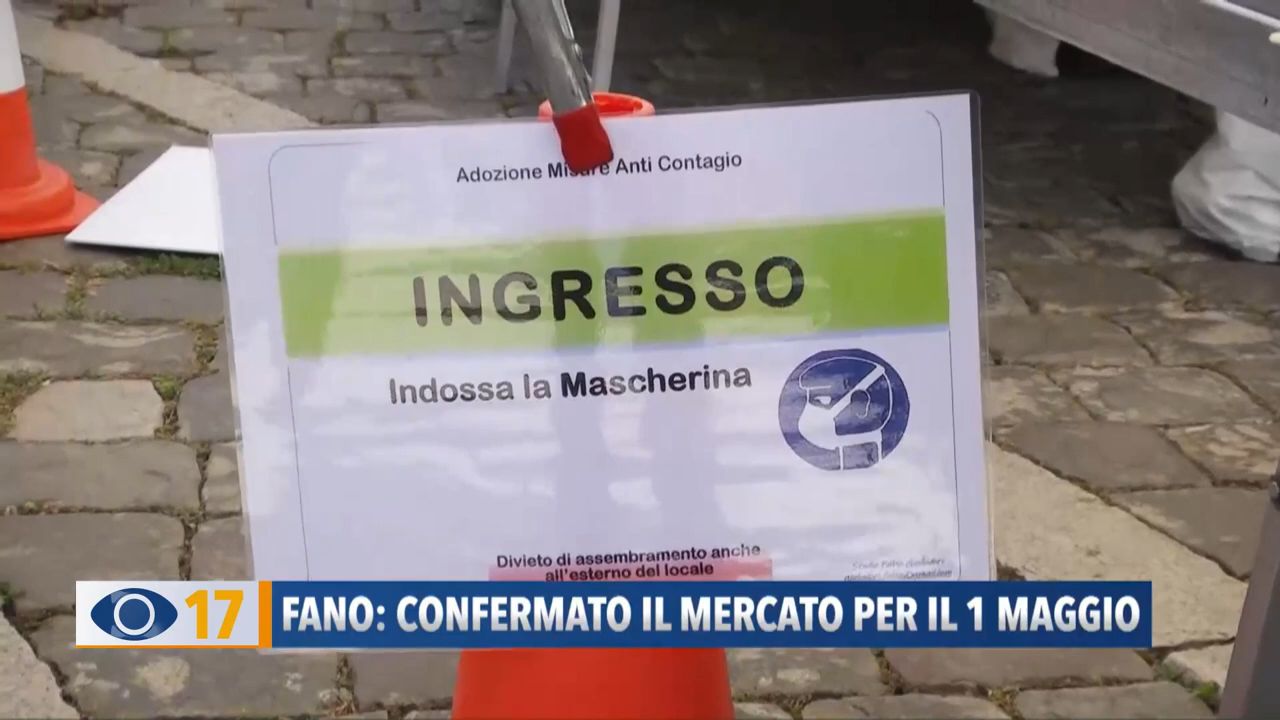 Adozione Misure Anti Contagio
INGRESSO
Indossa la Mascherina
Divieto di assembramento anche
all'esterno del locale
17
FANO: CONFERMATO IL MERCATO PER IL 1 MAGGIO